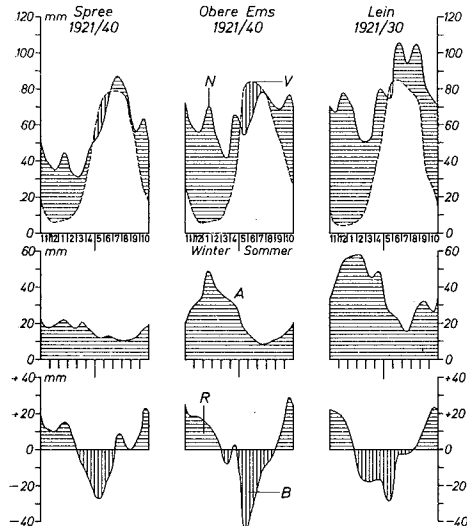 Spree Obere Ems Lein
1921/40 1921/40 1921/30
120 mm 120
100 100
N V
80 80
60 60
40 40
20 20
0 0
11 12 1 2 3 4 5 6 7 8 9 10 11 12 1 2 3 4 5 6 7 8 9 10 11 12 1 2 3 4 5 6 7 8 9 10
mm Winter Sommer
60 60
A
40 40
20 20
0 0
+40 mm +40
R
+20 +20
0 0
-20 -20
B
-40 -40